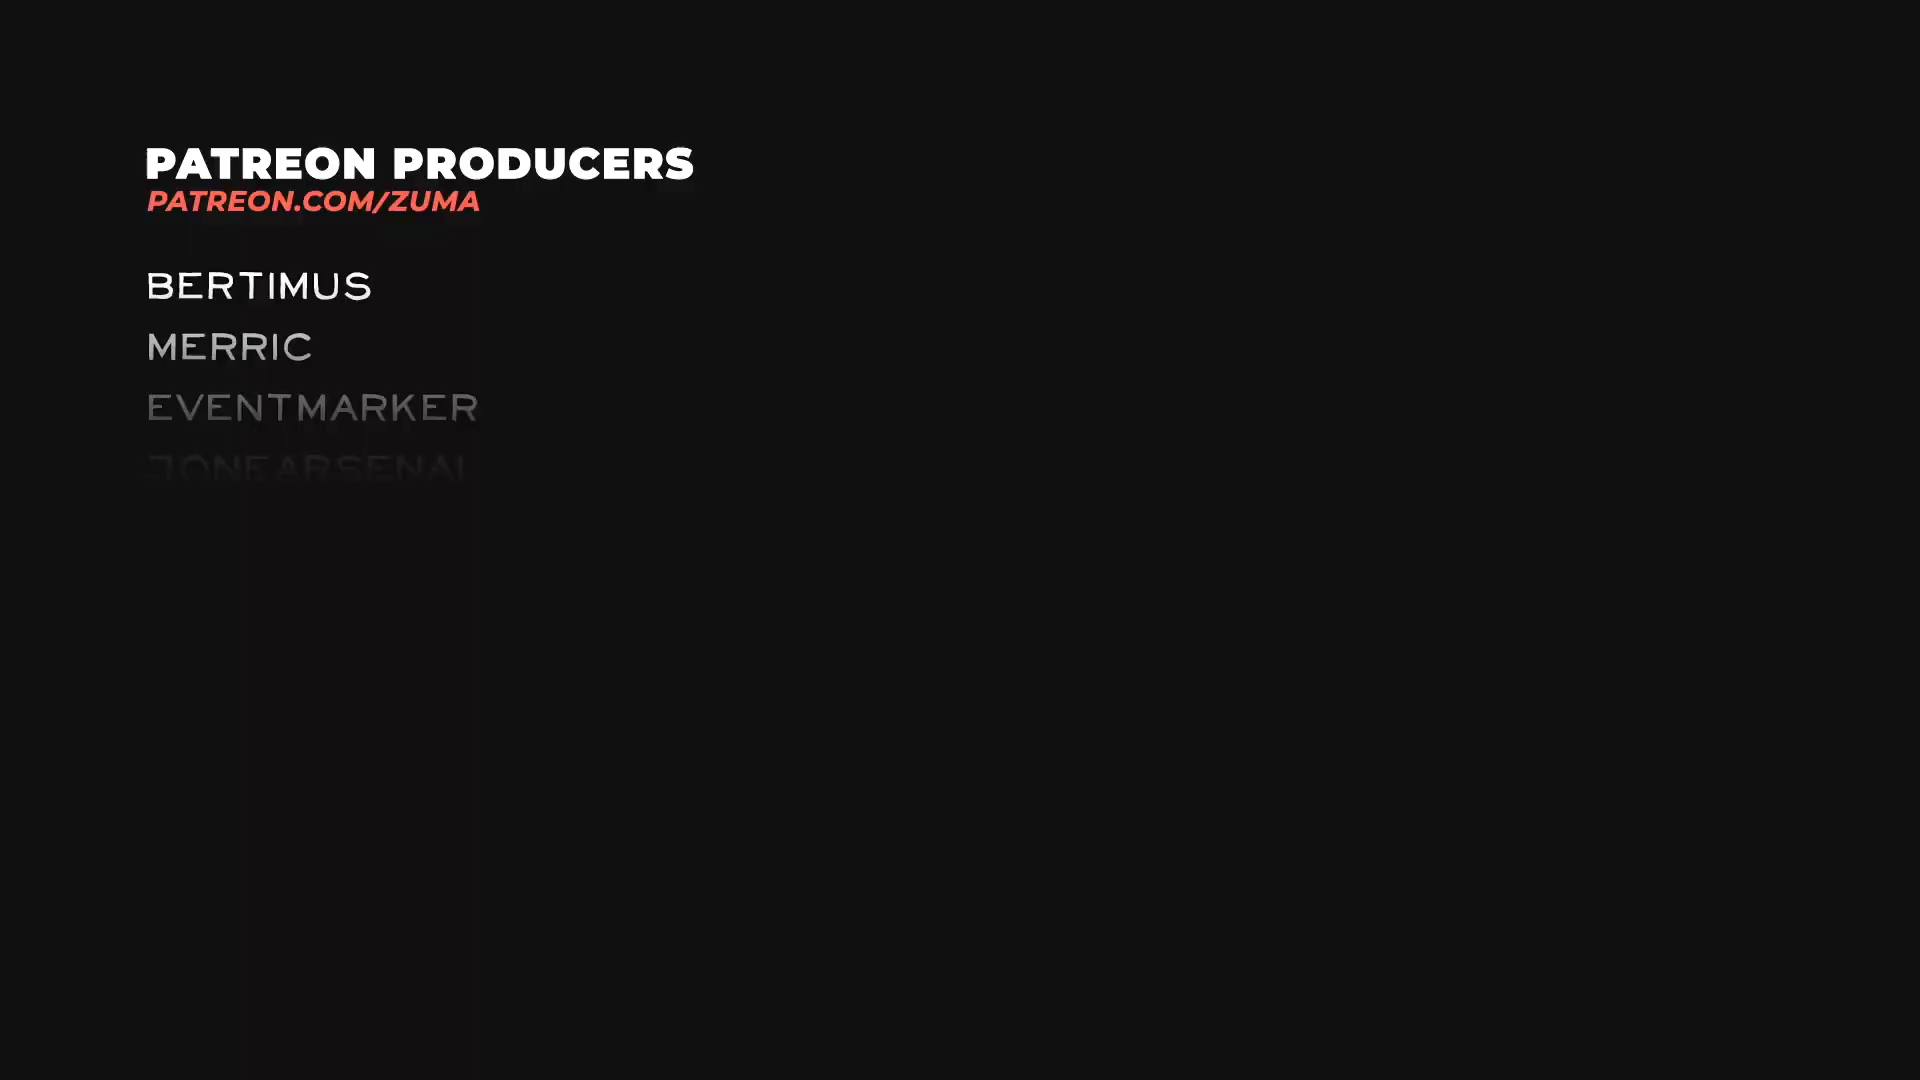 PATREON PRODUCERS
PATREON.COM/ZUMA
BERTIMUS
MERRIC
EVENTMARKER